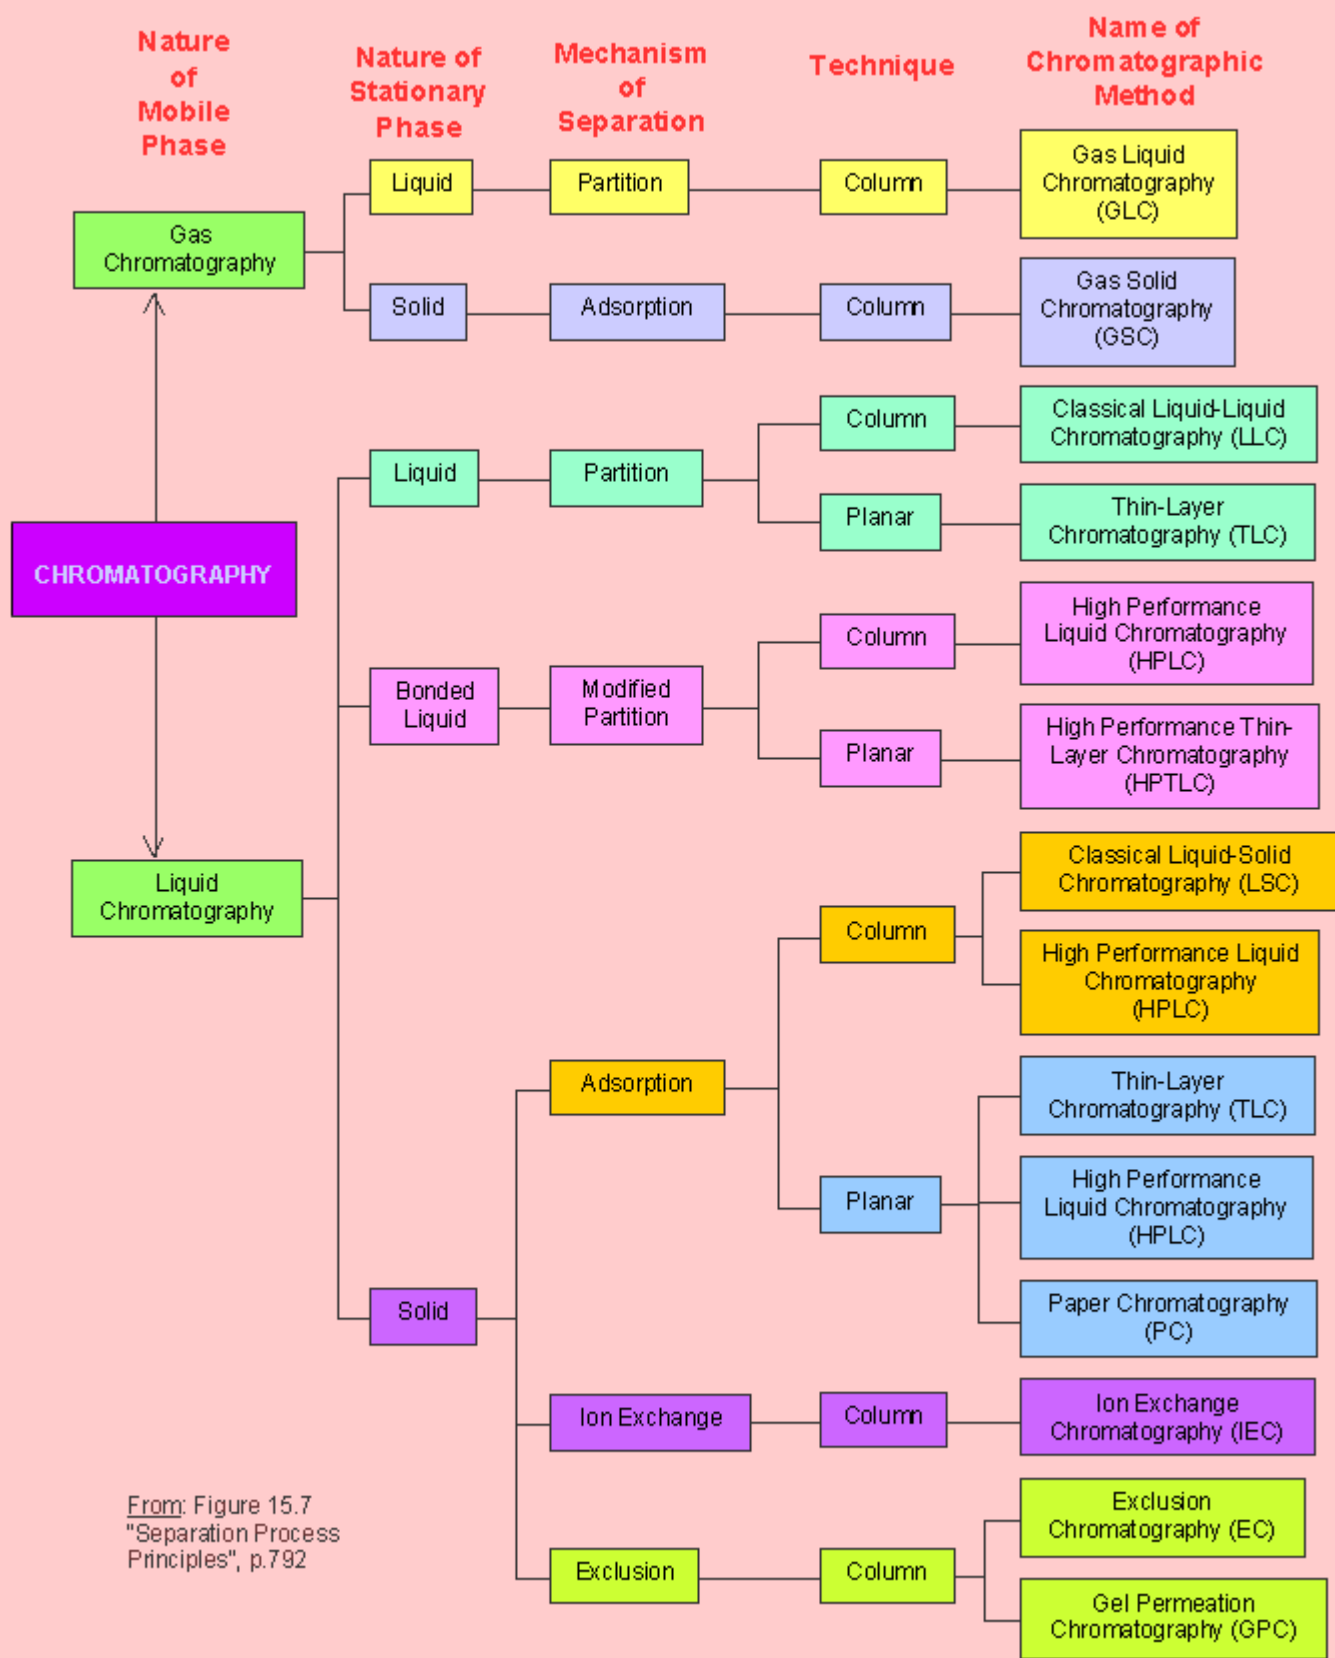 Nature
of
Mobile
Phase
Nature of
Stationary
Phase
Mechanism
of
Separation
Technique
Name of
Chromatographic
Method
Gas
Chromatography
Liquid
Partition
Column
Gas Liquid
Chromatography
(GLC)
Solid
Adsorption
Column
Gas Solid
Chromatography
(GSC)
CHROMATOGRAPHY
Liquid
Chromatography
Liquid
Partition
Column
Classical Liquid-Liquid
Chromatography (LLC)
Planar
Thin-Layer
Chromatography (TLC)
Bonded
Liquid
Modified
Partition
Column
High Performance
Liquid Chromatography
(HPLC)
Planar
High Performance Thin-
Layer Chromatography
(HPTLC)
Solid
Adsorption
Column
Classical Liquid-Solid
Chromatography (LSC)
High Performance Liquid
Chromatography
(HPLC)
Planar
Thin-Layer
Chromatography (TLC)
High Performance
Liquid Chromatography
(HPLC)
Paper Chromatography
(PC)
Ion Exchange
Column
Ion Exchange
Chromatography (IEC)
Exclusion
Column
Exclusion
Chromatography (EC)
Gel Permeation
Chromatography (GPC)
From: Figure 15.7
"Separation Process
Principles", p.792